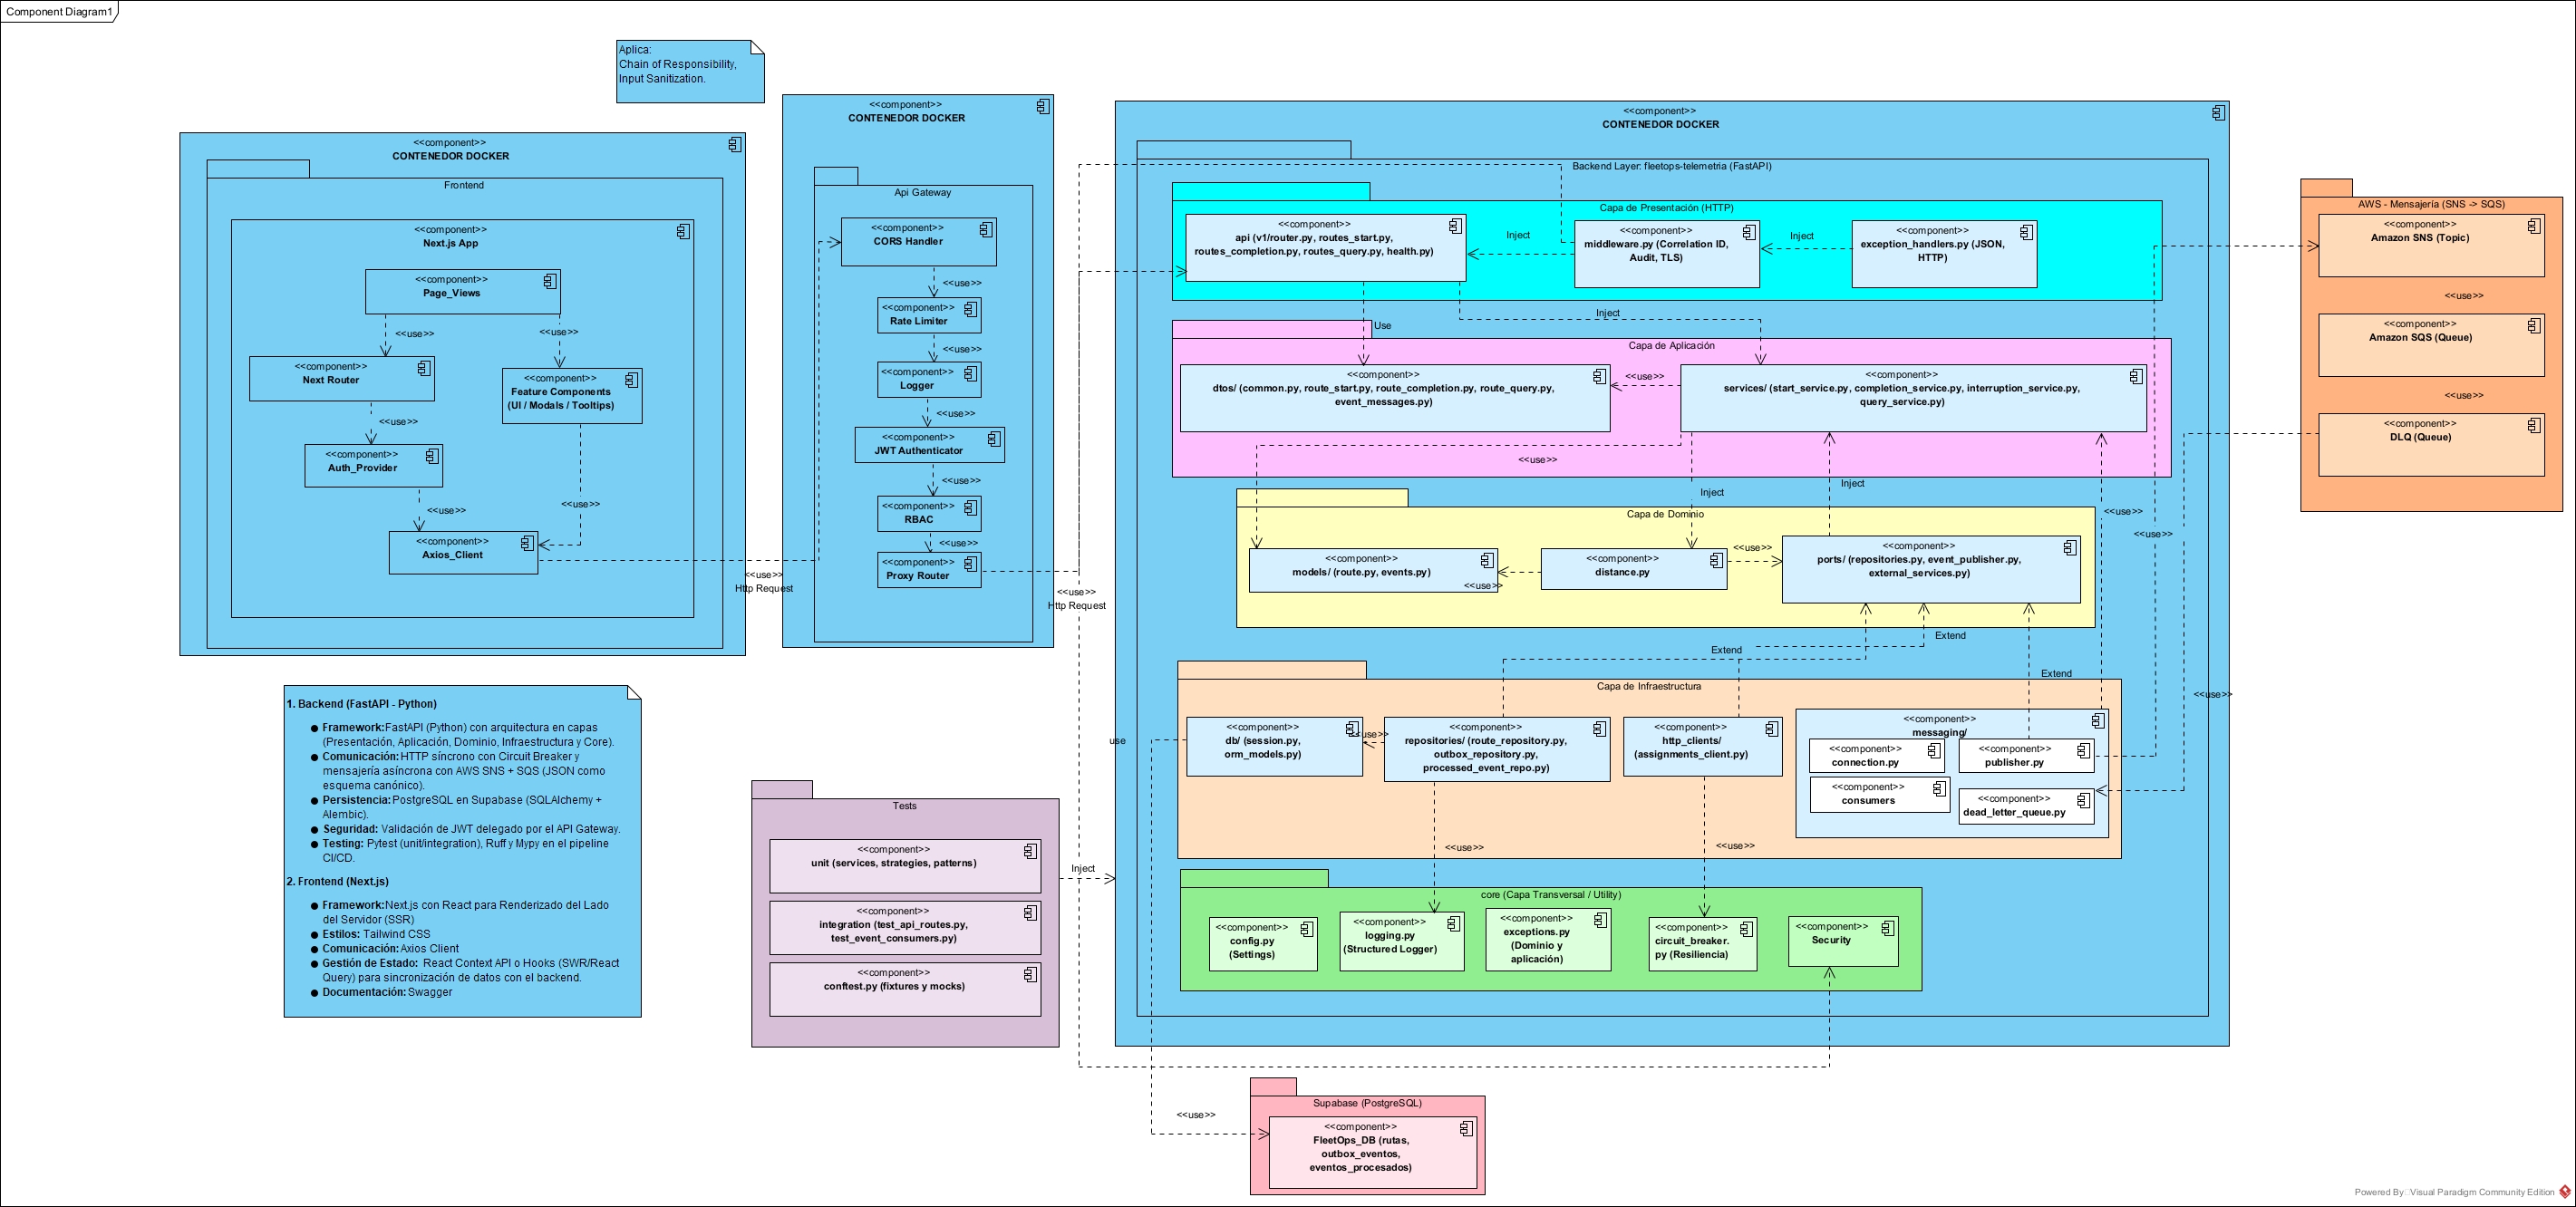 Component Diagram1
Aplica:
Chain of Responsibility,
Input Sanitization.
<<component>>
CONTENEDOR DOCKER
Frontend
<<component>>
Next.js App
<<component>>
Page_Views
<<use>>
<<use>>
<<component>>
Next Router
<<component>>
Feature Components
(UI / Modals / Tooltips)
<<use>>
<<component>>
Auth_Provider
<<use>>
<<use>>
<<component>>
Axios_Client
<<use>>
Http Request
<<component>>
CONTENEDOR DOCKER
Api Gateway
<<component>>
CORS Handler
<<use>>
<<component>>
Rate Limiter
<<use>>
<<component>>
Logger
<<use>>
<<component>>
JWT Authenticator
<<use>>
<<component>>
RBAC
<<use>>
<<component>>
Proxy Router
<<use>>
Http Request
<<component>>
CONTENEDOR DOCKER
Backend Layer: fleetops-telemetria (FastAPI)
Capa de Presentación (HTTP)
<<component>>
api (v1/router.py, routes_start.py,
routes_completion.py, routes_query.py, health.py)
Inject
<<component>>
middleware.py (Correlation ID,
Audit, TLS)
Inject
<<component>>
exception_handlers.py (JSON,
HTTP)
Use
Inject
Capa de Aplicación
<<component>>
dtos/ (common.py, route_start.py, route_completion.py, route_query.py,
event_messages.py)
<<use>>
<<component>>
services/ (start_service.py, completion_service.py, interruption_service.py,
query_service.py)
<<use>>
Inject
Inject
<<use>>
<<use>>
Capa de Dominio
<<component>>
models/ (route.py, events.py)
<<use>>
<<component>>
distance.py
<<use>>
<<component>>
ports/ (repositories.py, event_publisher.py,
external_services.py)
Extend
Extend
Extend
<<use>>
Capa de Infraestructura
use
<<component>>
db/ (session.py,
orm_models.py)
<<use>>
<<component>>
repositories/ (route_repository.py,
outbox_repository.py,
processed_event_repo.py)
<<component>>
http_clients/
(assignments_client.py)
<<component>>
messaging/
<<component>>
connection.py
<<component>>
publisher.py
<<component>>
consumers
<<component>>
dead_letter_queue.py
<<use>>
<<use>>
core (Capa Transversal / Utility)
<<component>>
config.py
(Settings)
<<component>>
logging.py
(Structured Logger)
<<component>>
exceptions.py
(Dominio y
aplicación)
<<component>>
circuit_breaker.
py (Resiliencia)
<<component>>
Security
AWS - Mensajería (SNS -> SQS)
<<component>>
Amazon SNS (Topic)
<<use>>
<<component>>
Amazon SQS (Queue)
<<use>>
<<component>>
DLQ (Queue)
1. Backend (FastAPI - Python)
● Framework:FastAPI (Python) con arquitectura en capas
(Presentación, Aplicación, Dominio, Infraestructura y Core).
● Comunicación: HTTP síncrono con Circuit Breaker y
mensajería asíncrona con AWS SNS + SQS (JSON como
esquema canónico).
● Persistencia: PostgreSQL en Supabase (SQLAlchemy +
Alembic).
● Seguridad: Validación de JWT delegado por el API Gateway.
● Testing: Pytest (unit/integration), Ruff y Mypy en el pipeline
CI/CD.
2. Frontend (Next.js)
● Framework:Next.js con React para Renderizado del Lado
del Servidor (SSR)
● Estilos: Tailwind CSS
● Comunicación: Axios Client
● Gestión de Estado: React Context API o Hooks (SWR/React
Query) para sincronización de datos con el backend.
● Documentación: Swagger
Tests
<<component>>
unit (services, strategies, patterns)
<<component>>
integration (test_api_routes.py,
test_event_consumers.py)
<<component>>
conftest.py (fixtures y mocks)
Inject
<<use>>
Supabase (PostgreSQL)
<<component>>
FleetOps_DB (rutas,
outbox_eventos,
eventos_procesados)
Powered By Visual Paradigm Community Edition